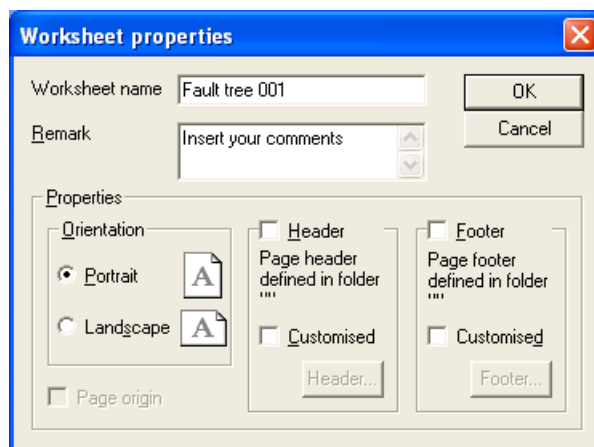 Worksheet properties
Worksheet name
Fault tree 001
OK
Remark
Insert your comments
Cancel
Properties
Orientation
Portrait
A
Landscape
A
Page origin
Header
Page header
defined in folder
""
Customised
Header...
Footer
Page footer
defined in folder
""
Customised
Footer...